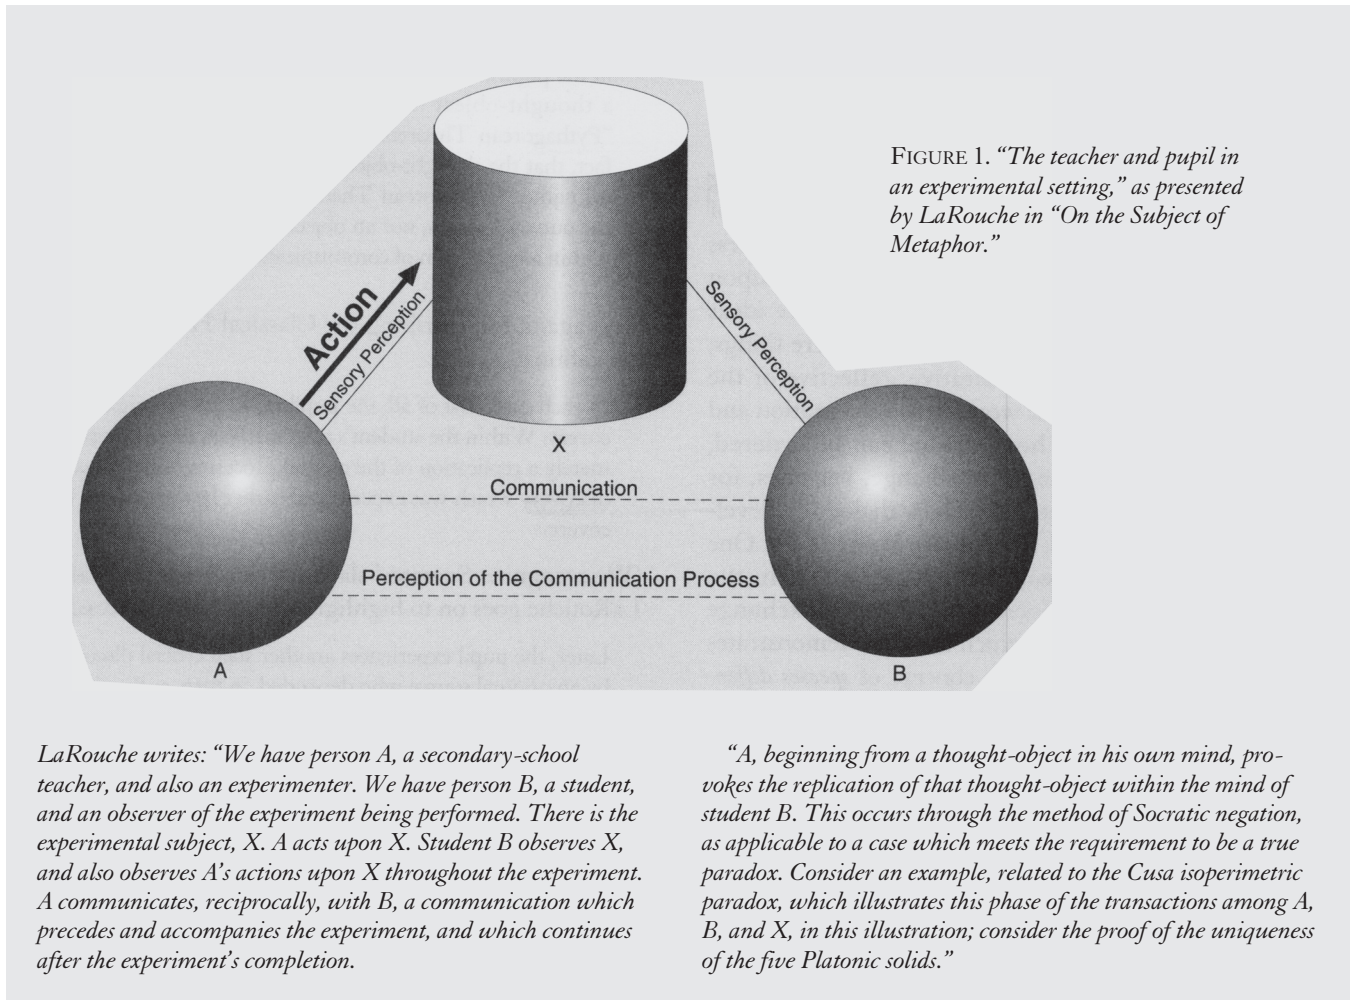 FIGURE 1. “The teacher and pupil in
an experimental setting,” as presented
by LaRouche in “On the Subject of
Metaphor.”
Action
Sensory Perception
Sensory Perception
X
Communication
Perception of the Communication Process
A
B
LaRouche writes: “We have person A, a secondary-school
teacher, and also an experimenter. We have person B, a student,
and an observer of the experiment being performed. There is the
experimental subject, X. A acts upon X. Student B observes X,
and also observes A’s actions upon X throughout the experiment.
A communicates, reciprocally, with B, a communication which
precedes and accompanies the experiment, and which continues
after the experiment’s completion.
“A, beginning from a thought-object in his own mind, pro-
vokes the replication of that thought-object within the mind of
student B. This occurs through the method of Socratic negation,
as applicable to a case which meets the requirement to be a true
paradox. Consider an example, related to the Cusa isoperimetric
paradox, which illustrates this phase of the transactions among A,
B, and X, in this illustration; consider the proof of the uniqueness
of the five Platonic solids.”